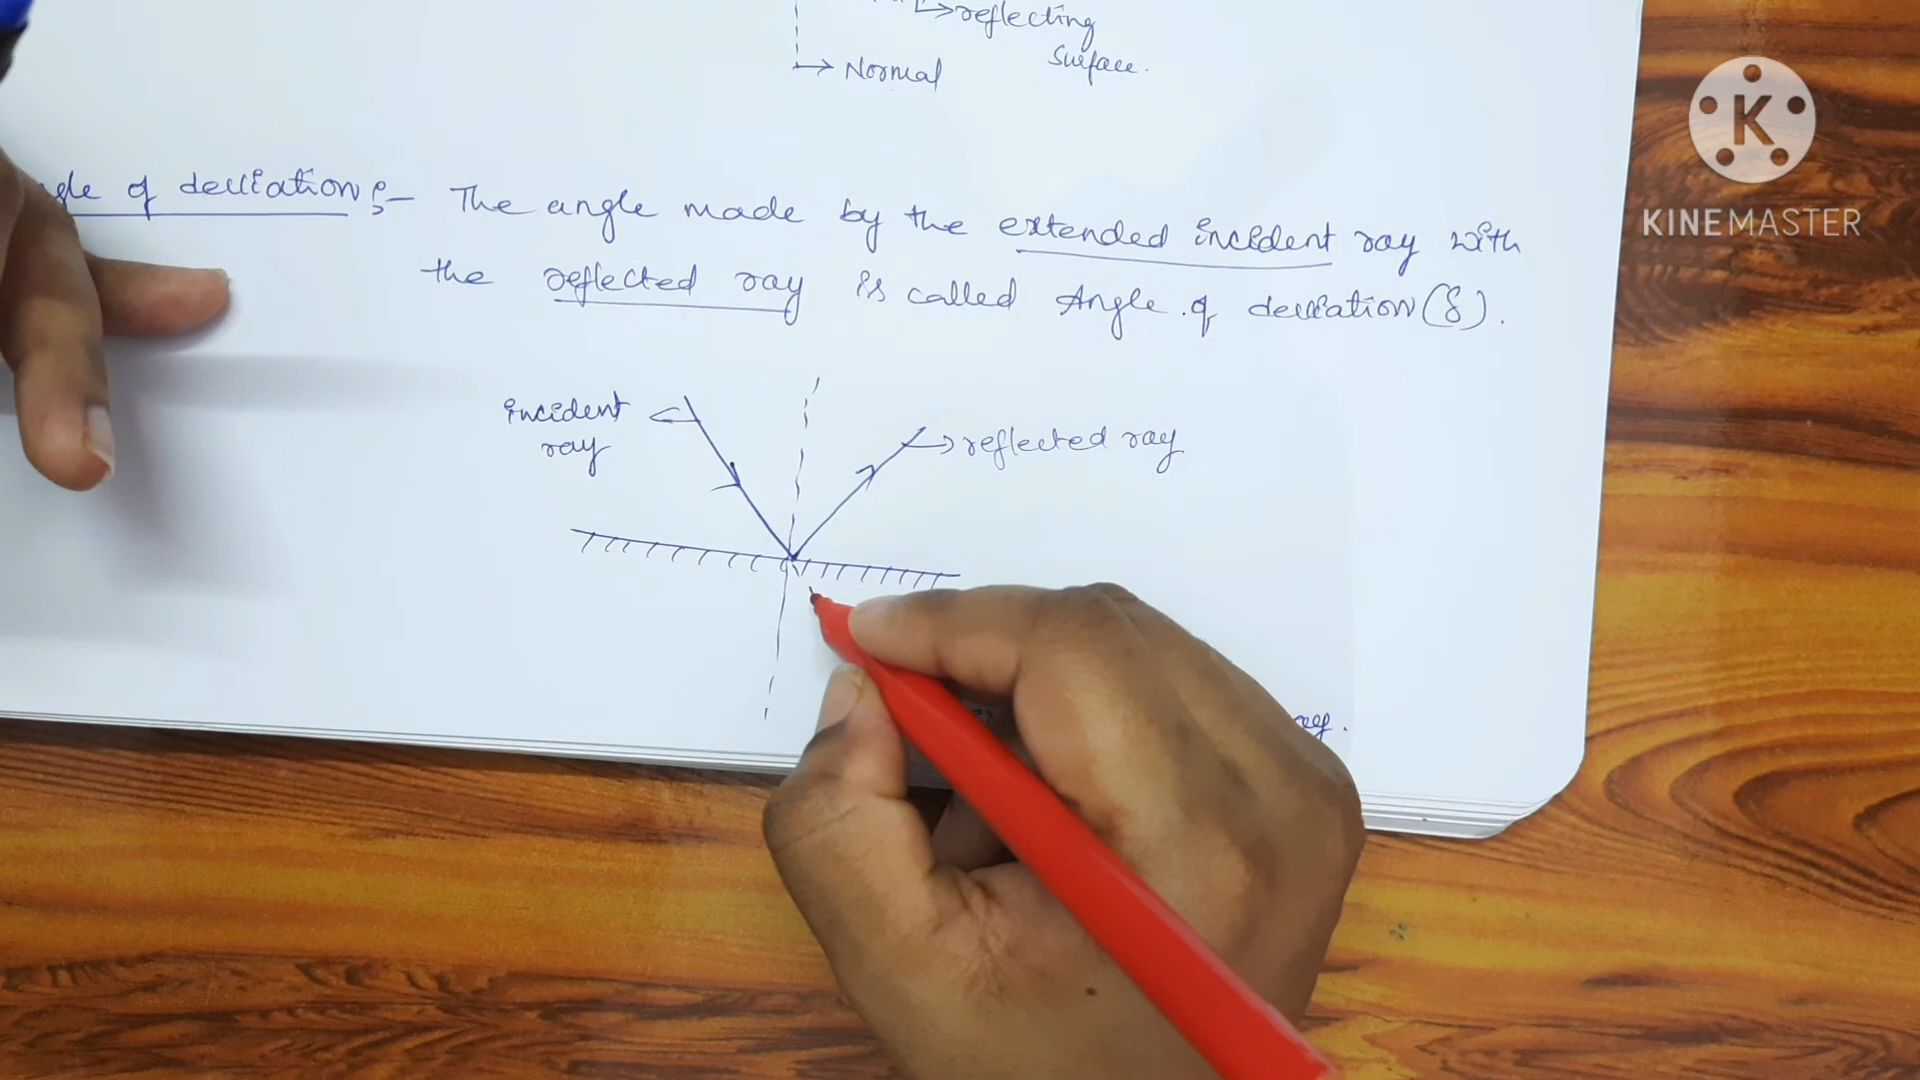 reflecting
surface.
Normal
of deviation :- The angle made by the extended incident ray with
the reflected ray is called Angle of deviation (δ).
incident
ray
reflected ray
K
KINEMASTER